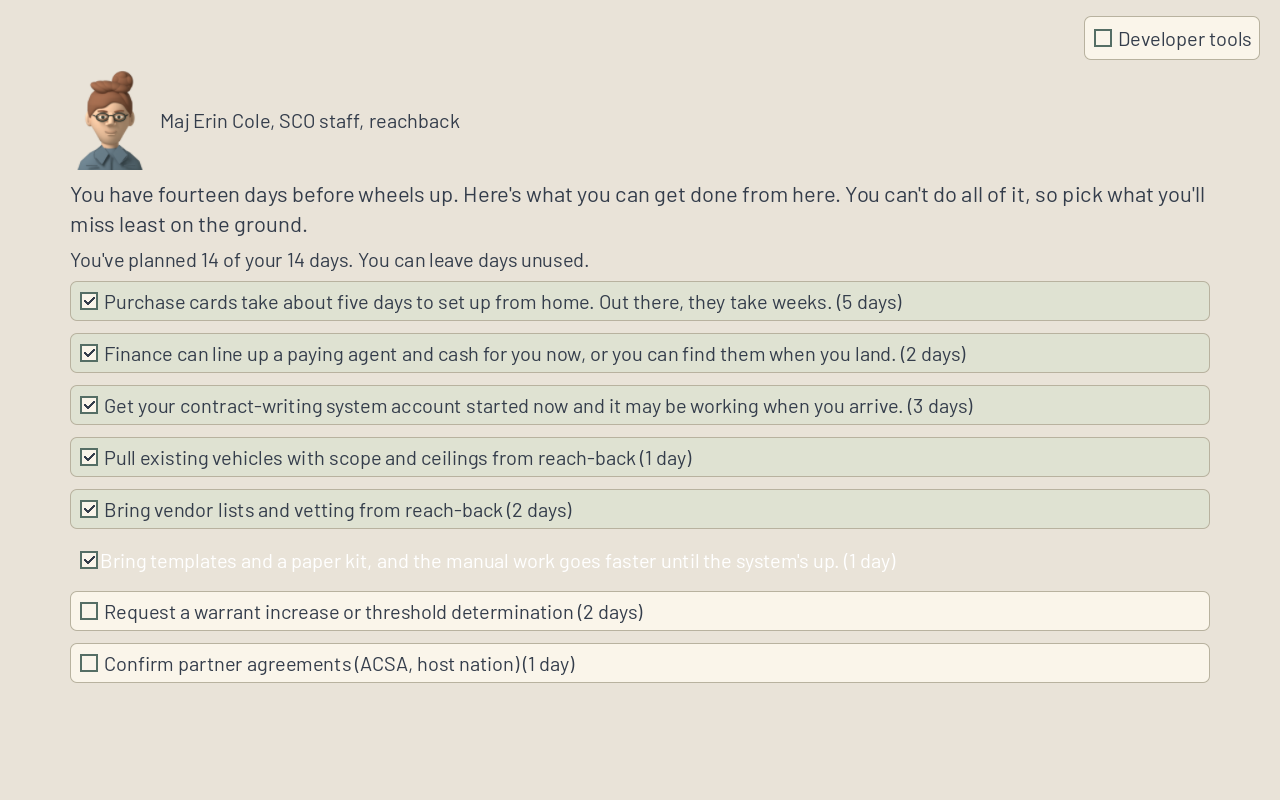 Developer tools
Maj Erin Cole, SCO staff, reachback
You have fourteen days before wheels up. Here's what you can get done from here. You can't do all of it, so pick what you'll
miss least on the ground.
You've planned 14 of your 14 days. You can leave days unused.
Purchase cards take about five days to set up from home. Out there, they take weeks. (5 days)
Finance can line up a paying agent and cash for you now, or you can find them when you land. (2 days)
Get your contract-writing system account started now and it may be working when you arrive. (3 days)
Pull existing vehicles with scope and ceilings from reach-back (1 day)
Bring vendor lists and vetting from reach-back (2 days)
Bring templates and a paper kit, and the manual work goes faster until the system's up. (1 day)
Request a warrant increase or threshold determination (2 days)
Confirm partner agreements (ACSA, host nation) (1 day)